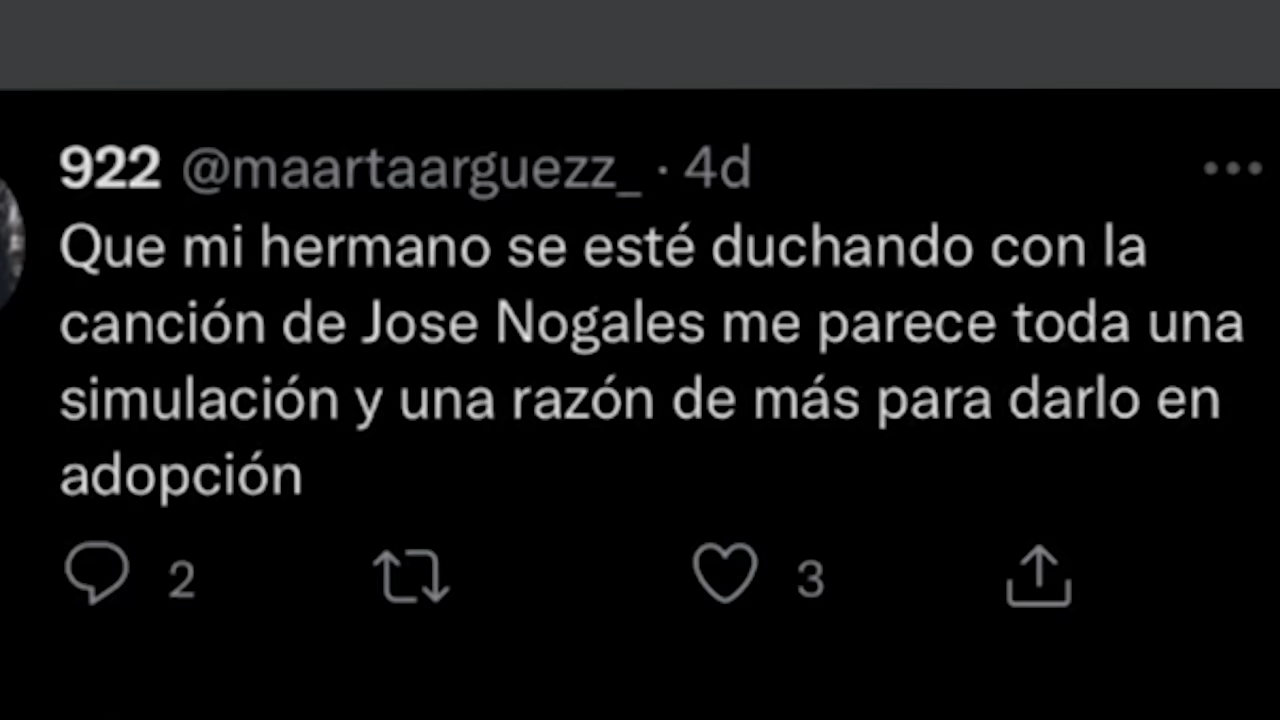 922 @maartaarguezz_ · 4d
Que mi hermano se esté duchando con la
canción de Jose Nogales me parece toda una
simulación y una razón de más para darlo en
adopción
2 3